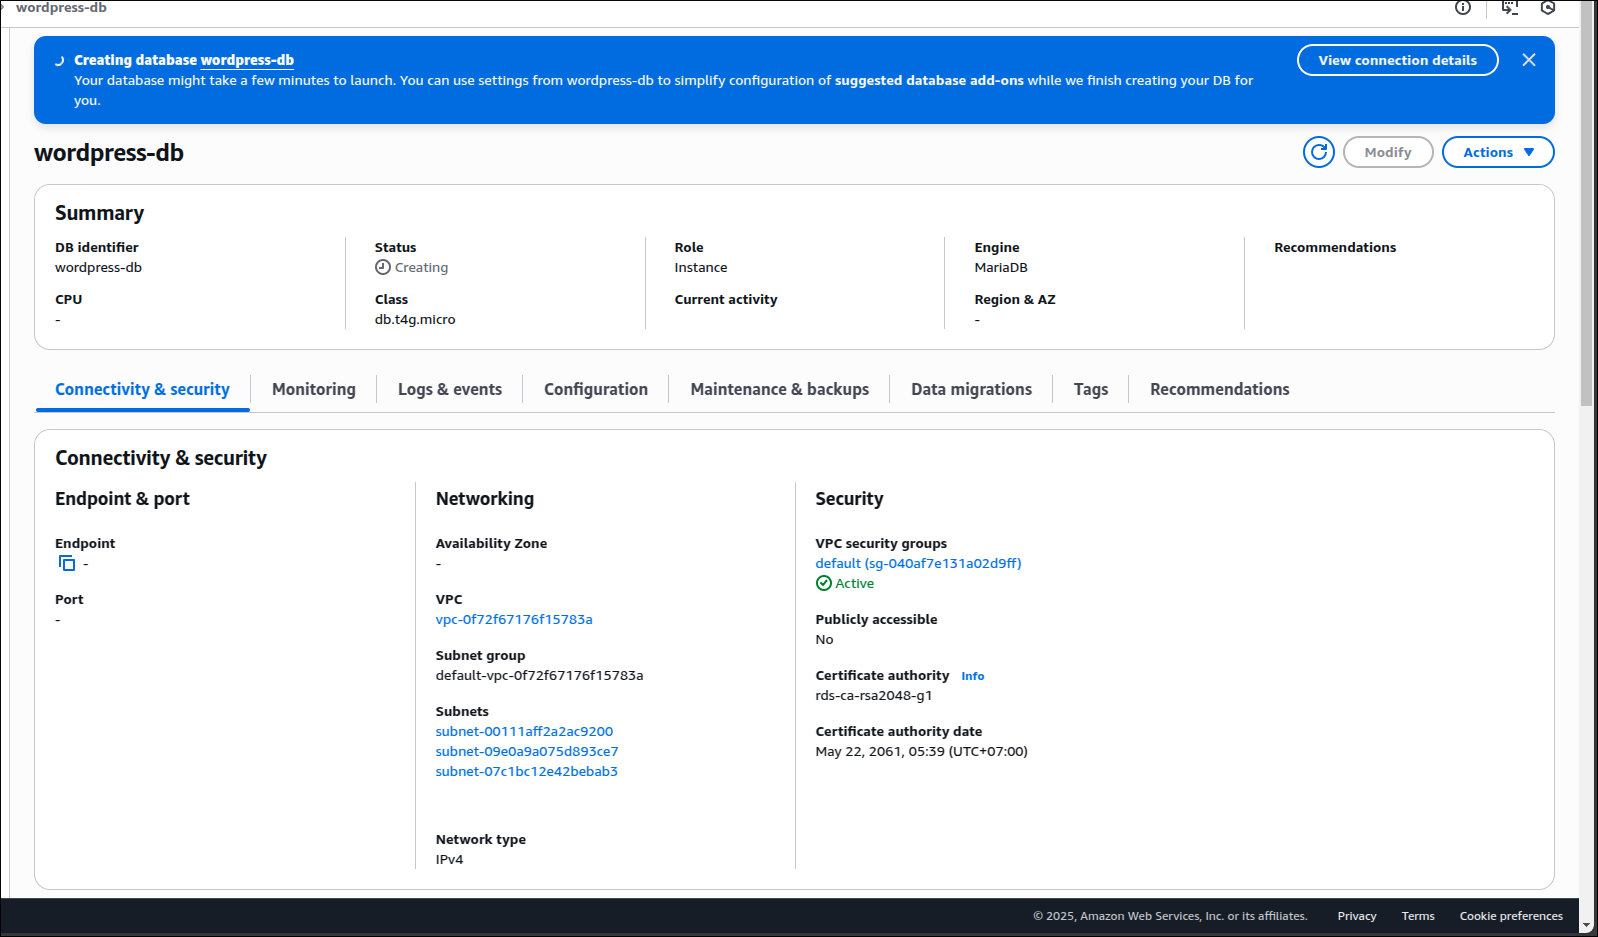 wordpress-db
Creating database wordpress-db
View connection details
Your database might take a few minutes to launch. You can use settings from wordpress-db to simplify configuration of suggested database add-ons while we finish creating your DB for
you.
wordpress-db
Modify
Actions
Summary
DB identifier
wordpress-db
CPU
-
Status
Creating
Class
db.t4g.micro
Role
Instance
Current activity
Engine
MariaDB
Region & AZ
-
Recommendations
Connectivity & security
Monitoring
Logs & events
Configuration
Maintenance & backups
Data migrations
Tags
Recommendations
Connectivity & security
Endpoint & port
Endpoint
-
Port
-
Networking
Availability Zone
-
VPC
vpc-0f72f67176f15783a
Subnet group
default-vpc-0f72f67176f15783a
Subnets
subnet-00111aff2a2ac9200
subnet-09e0a9a075d893ce7
subnet-07c1bc12e42bebab3
Network type
IPv4
Security
VPC security groups
default (sg-040af7e131a02d9ff)
Active
Publicly accessible
No
Certificate authority Info
rds-ca-rsa2048-g1
Certificate authority date
May 22, 2061, 05:39 (UTC+07:00)
© 2025, Amazon Web Services, Inc. or its affiliates.
Privacy
Terms
Cookie preferences